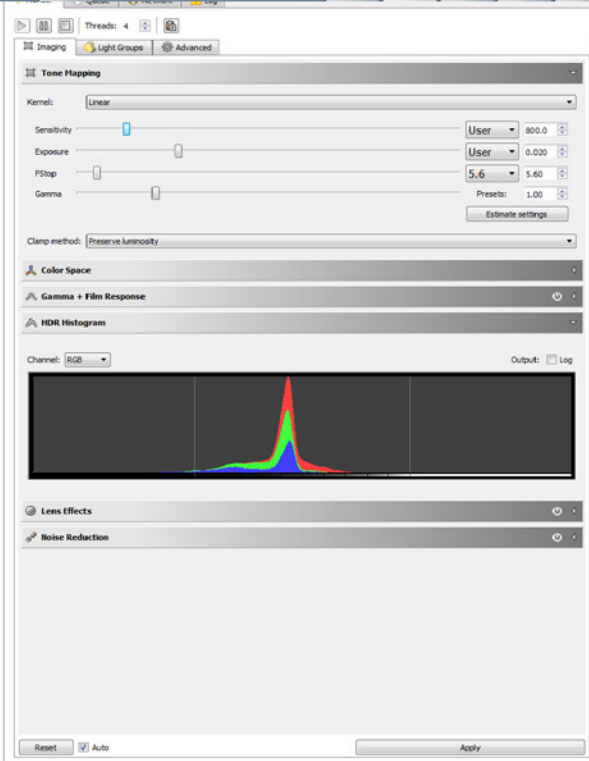 Queue
Log
Threads: 4
Imaging Light Groups Advanced
Tone Mapping
Kernel: Linear
Sensitivity User 800.0
Exposure User 0.020
FStop 5.6 5.60
Gamma Presets: 1.00
Estimate settings
Clamp method: Preserve luminosity
Color Space
Gamma + Film Response
HDR Histogram
Channel: RGB Output: Log
Lens Effects
Noise Reduction
Reset Auto Apply